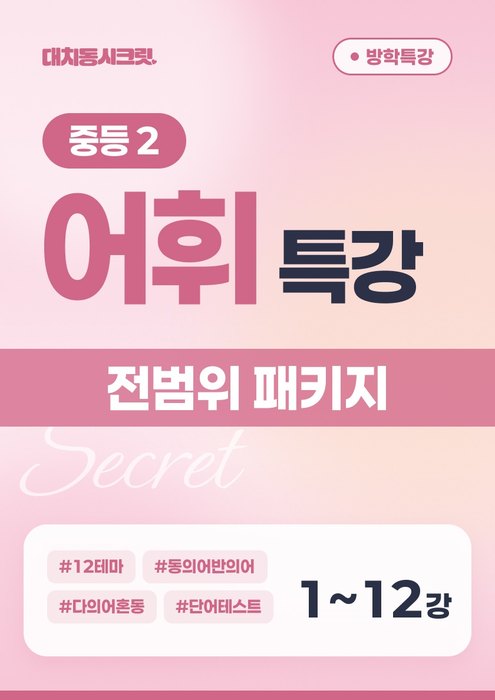 대치동시크릿.
방학특강
중등 2
어휘 특강
전범위 패키지
Secret
#12테마 #동의어반의어
#다의어혼동 #단어테스트
1~12강